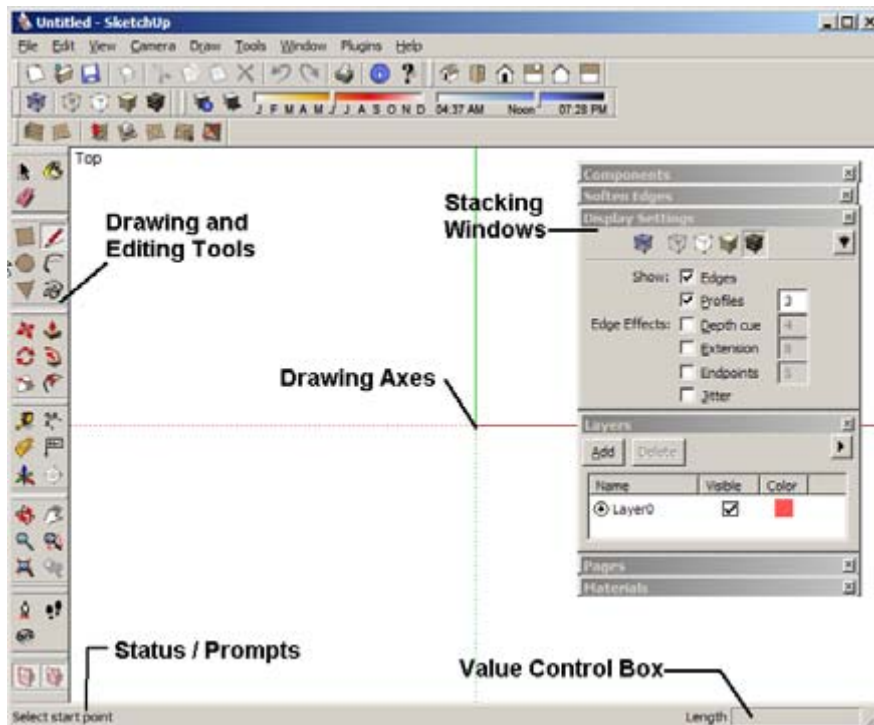 Untitled - SketchUp
File Edit View Camera Draw Tools Window Plugins Help
J F M A M J J A S O N D 04:37 AM Noon 07:28 PM
Top
Components
Soften Edges
Display Settings
Stacking
Windows
Drawing and
Editing Tools
Show: Edges
Profiles 3
Edge Effects: Depth cue 4
Extension 8
Endpoints 5
Jitter
Drawing Axes
Layers
Add Delete
Name Visible Color
Layer0
Pages
Materials
Status / Prompts
Value Control Box
Select start point
Length